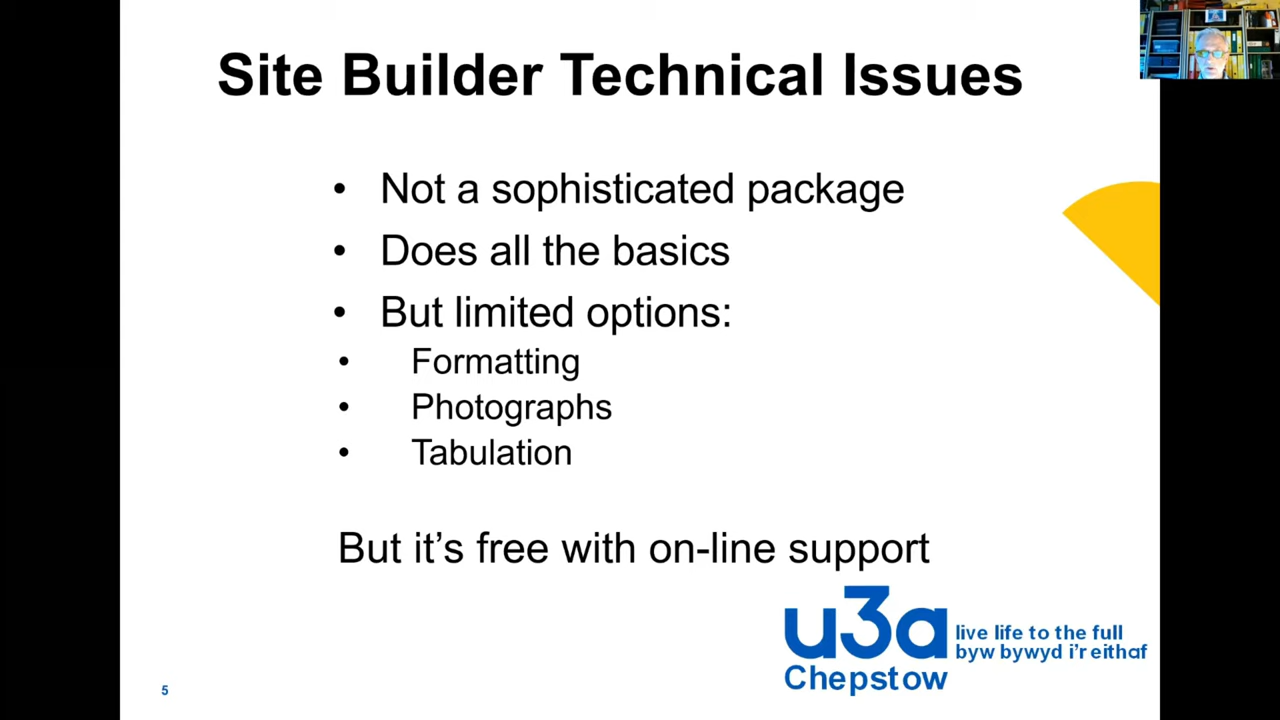 Site Builder Technical Issues
• Not a sophisticated package
• Does all the basics
• But limited options:
• Formatting
• Photographs
• Tabulation
But it's free with on-line support
u3a
live life to the full
byw bywyd i'r eithaf
Chepstow
5